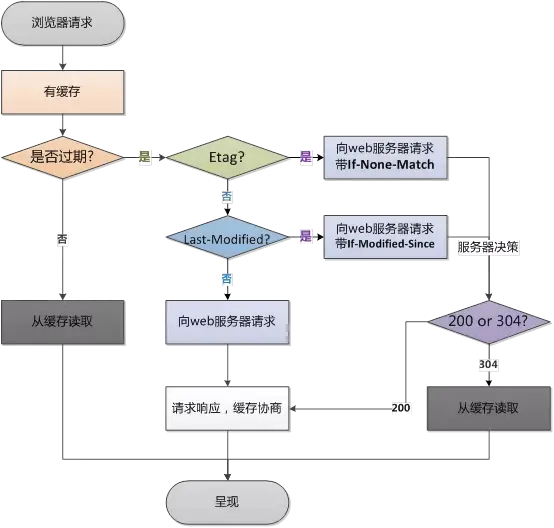 浏览器请求
有缓存
是否过期?
是
Etag?
是
向web服务器请求
带If-None-Match
否
否
Last-Modified?
是
向web服务器请求
带If-Modified-Since
服务器决策
否
从缓存读取
向web服务器请求
200 or 304?
304
请求响应，缓存协商
200
从缓存读取
呈现